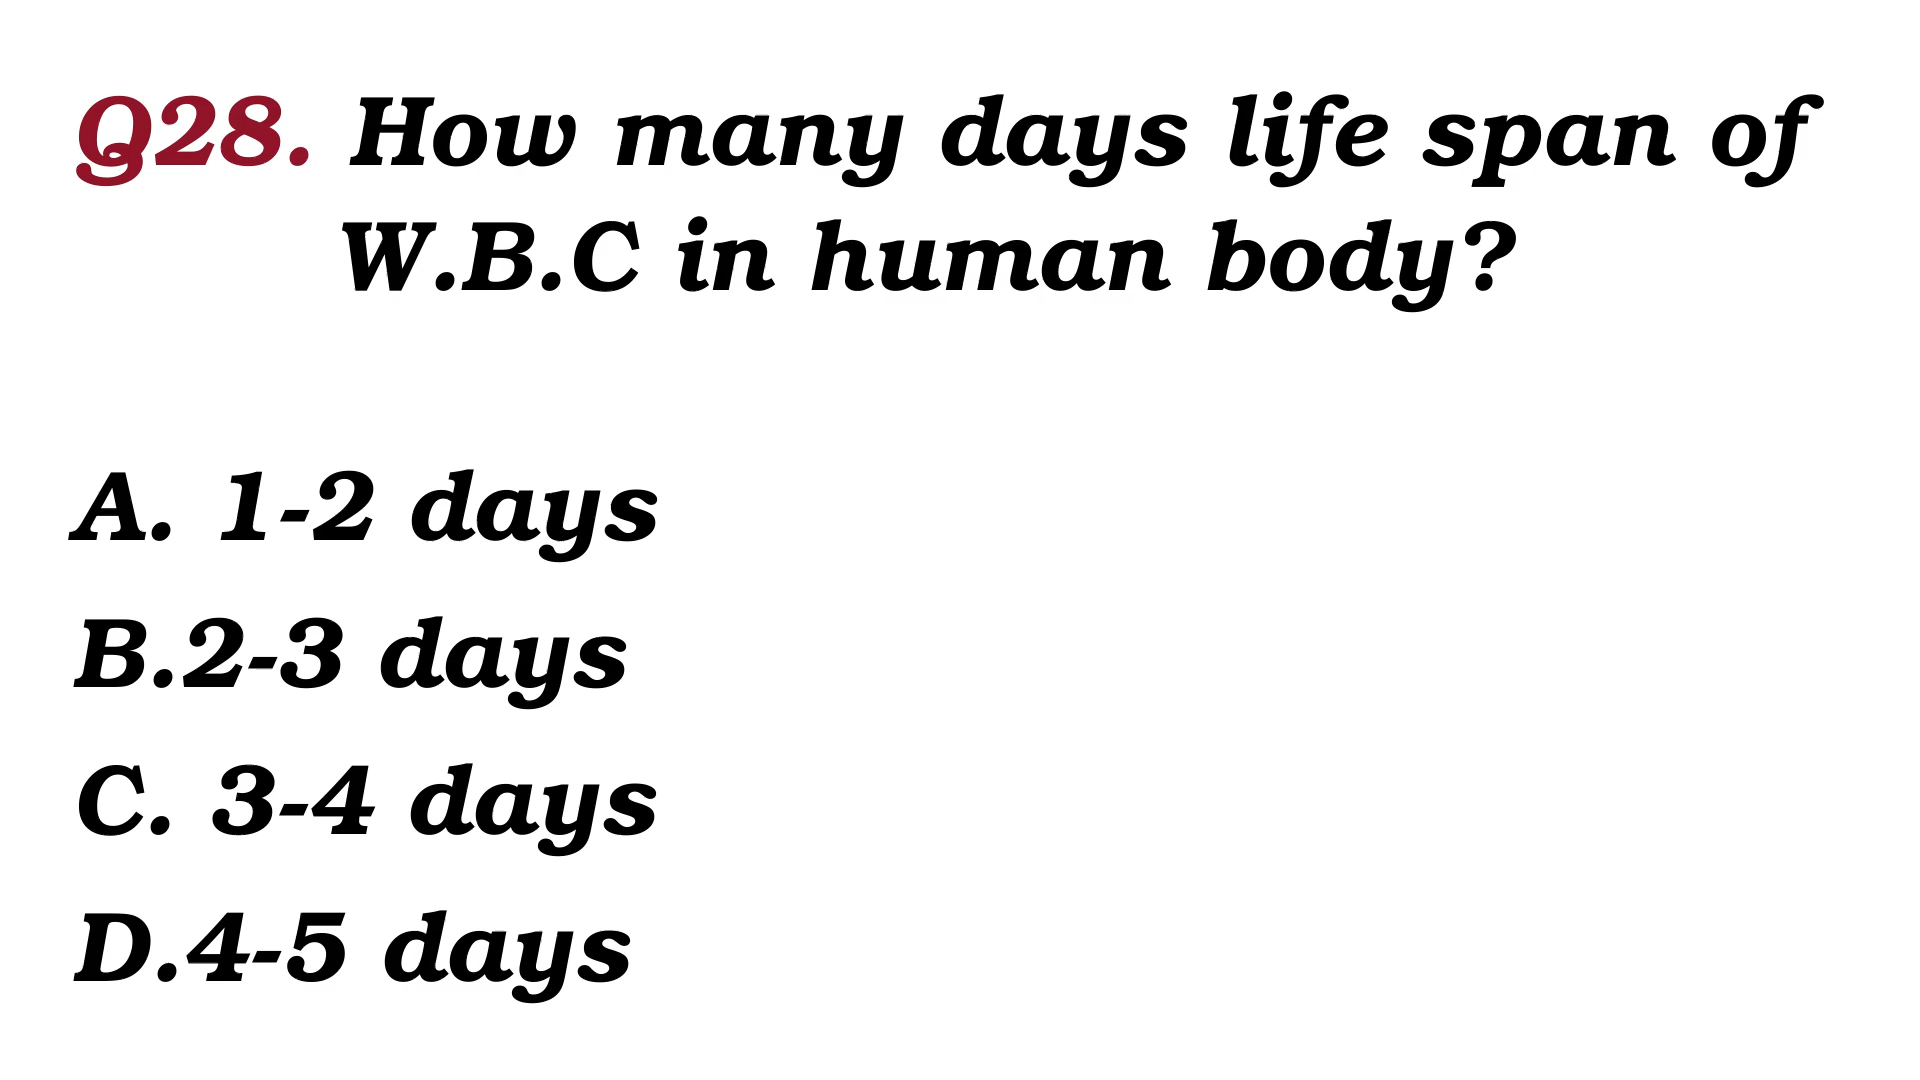 Q28. How many days life span of
W.B.C in human body?
A. 1-2 days
B.2-3 days
C. 3-4 days
D.4-5 days